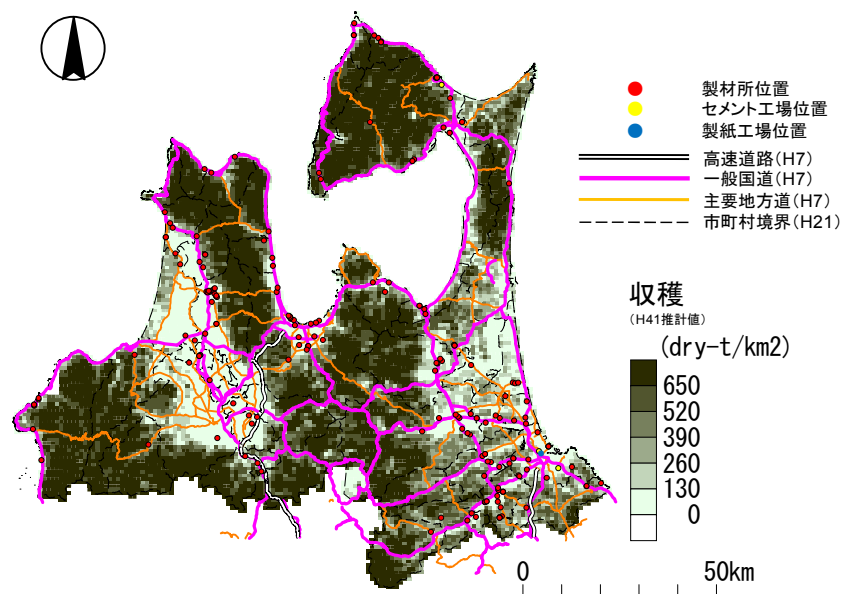 製材所位置
セメント工場位置
製紙工場位置
高速道路(H7)
一般国道(H7)
主要地方道(H7)
市町村境界(H21)
収穫
(H41推計値)
(dry-t/km2)
650
520
390
260
130
0
0 50km